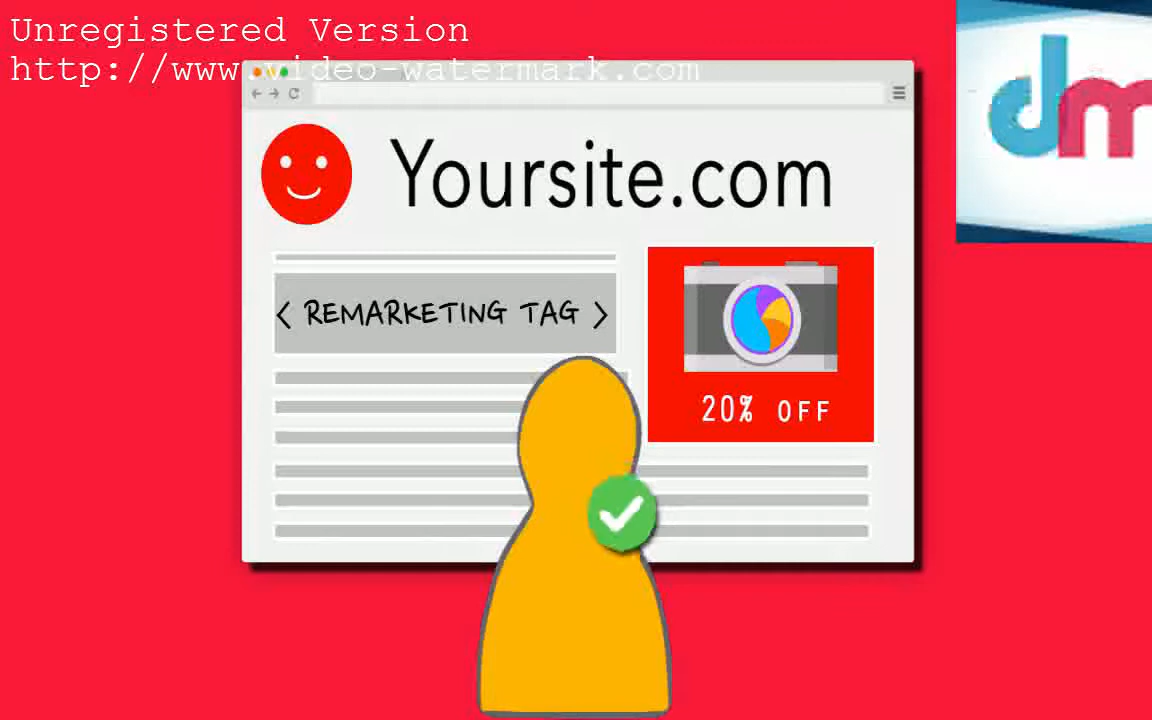 Unregistered Version
http://www.video-watermark.com
dm
Yoursite.com
< REMARKETING TAG >
20% OFF